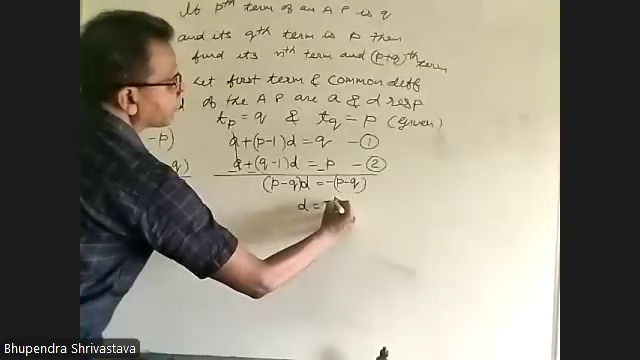 If pth term of an A P is q
and its qth term is p then
find its nth term and (p+q)th term
Let first term & common diff
of the A P are a & d resp
tp = q & tq = p (Given)
-p) a + (p-1)d = q — ①
q) a + (q-1)d = p — ②
(p-q)d = -(p-q)
d = -
Bhupendra Shrivastava